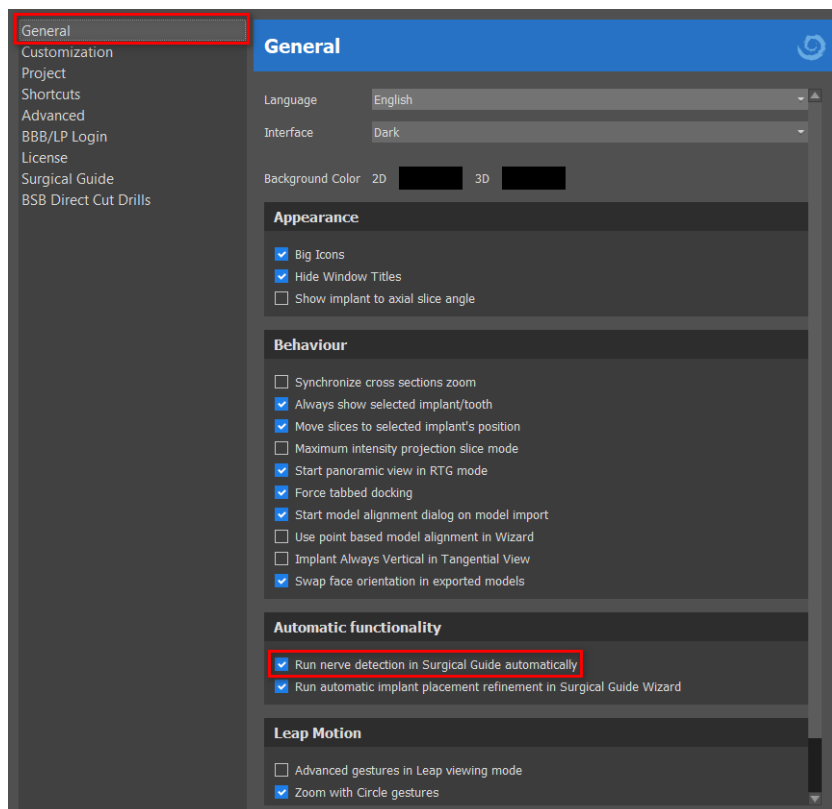 General
Customization
Project
Shortcuts
Advanced
BBB/LP Login
License
Surgical Guide
BSB Direct Cut Drills
General
Language English
Interface Dark
Background Color 2D 3D
Appearance
Big Icons
Hide Window Titles
Show implant to axial slice angle
Behaviour
Synchronize cross sections zoom
Always show selected implant/tooth
Move slices to selected implant's position
Maximum intensity projection slice mode
Start panoramic view in RTG mode
Force tabbed docking
Start model alignment dialog on model import
Use point based model alignment in Wizard
Implant Always Vertical in Tangential View
Swap face orientation in exported models
Automatic functionality
Run nerve detection in Surgical Guide automatically
Run automatic implant placement refinement in Surgical Guide Wizard
Leap Motion
Advanced gestures in Leap viewing mode
Zoom with Circle gestures